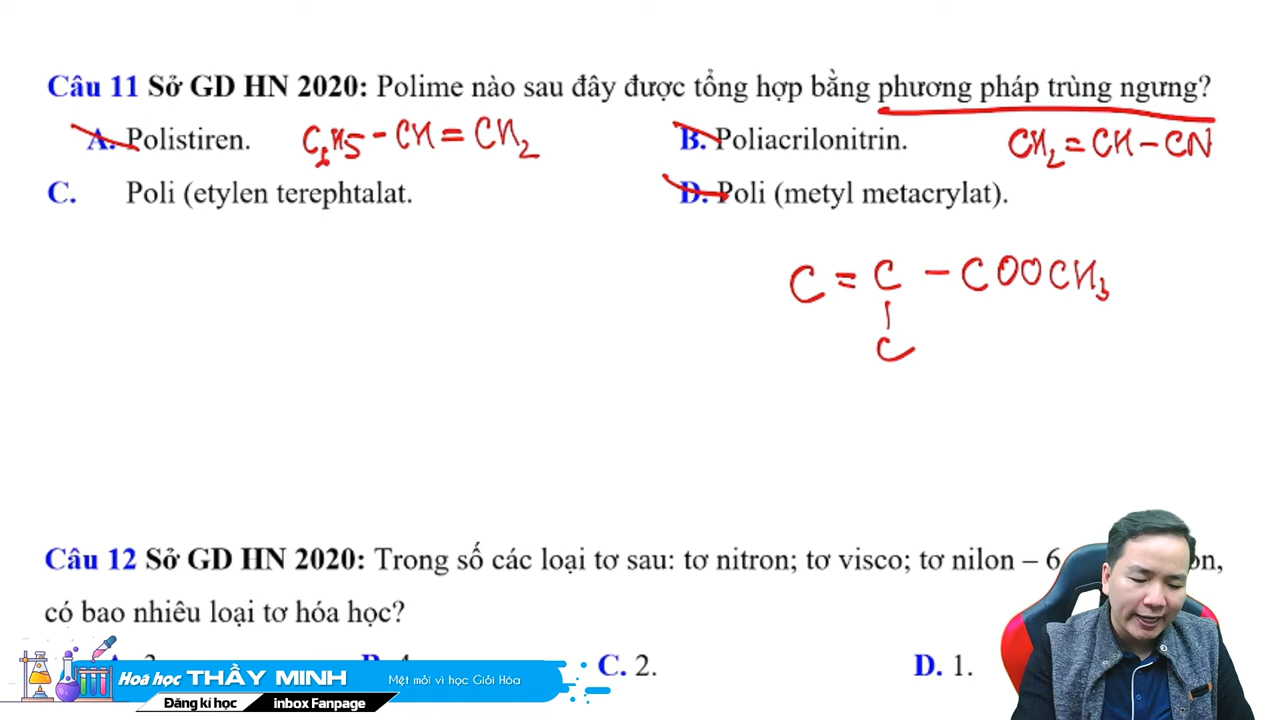 Câu 11 Sở GD HN 2020: Polime nào sau đây được tổng hợp bằng phương pháp trùng ngưng?
A. Polistiren. C₂H5 - CH = CH₂ B. Poliacrilonitrin. CH₂ = CH - CN
C. Poli (etylen terephtalat. D. Poli (metyl metacrylat).
C = C - COOCH₃
C
Câu 12 Sở GD HN 2020: Trong số các loại tơ sau: tơ nitron; tơ visco; tơ nilon – 6
có bao nhiêu loại tơ hóa học?
C. 2. D. 1.
Hoá học THẦY MINH Mệt mỏi vì học Giỏi Hóa
Đăng kí học inbox Fanpage